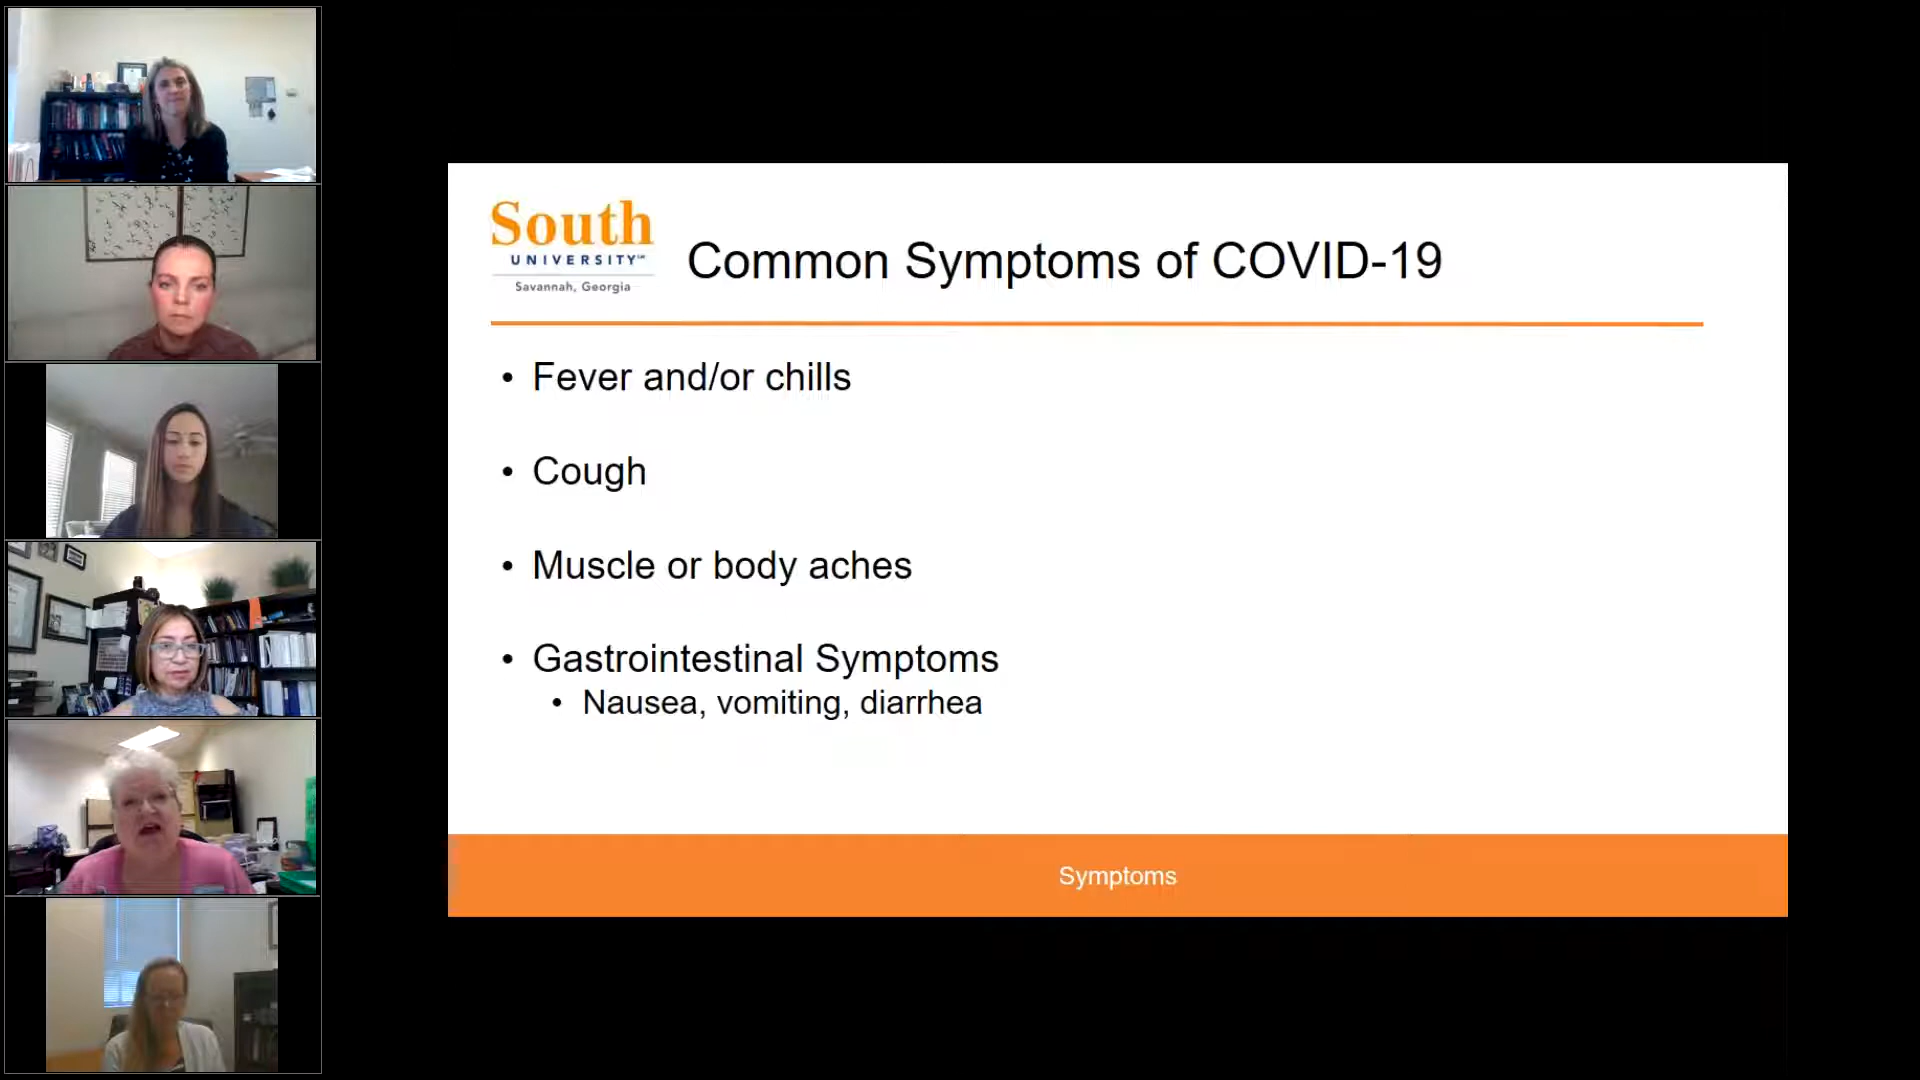 South
UNIVERSITY
Savannah, Georgia
Common Symptoms of COVID-19
• Fever and/or chills
• Cough
• Muscle or body aches
• Gastrointestinal Symptoms
• Nausea, vomiting, diarrhea
Symptoms